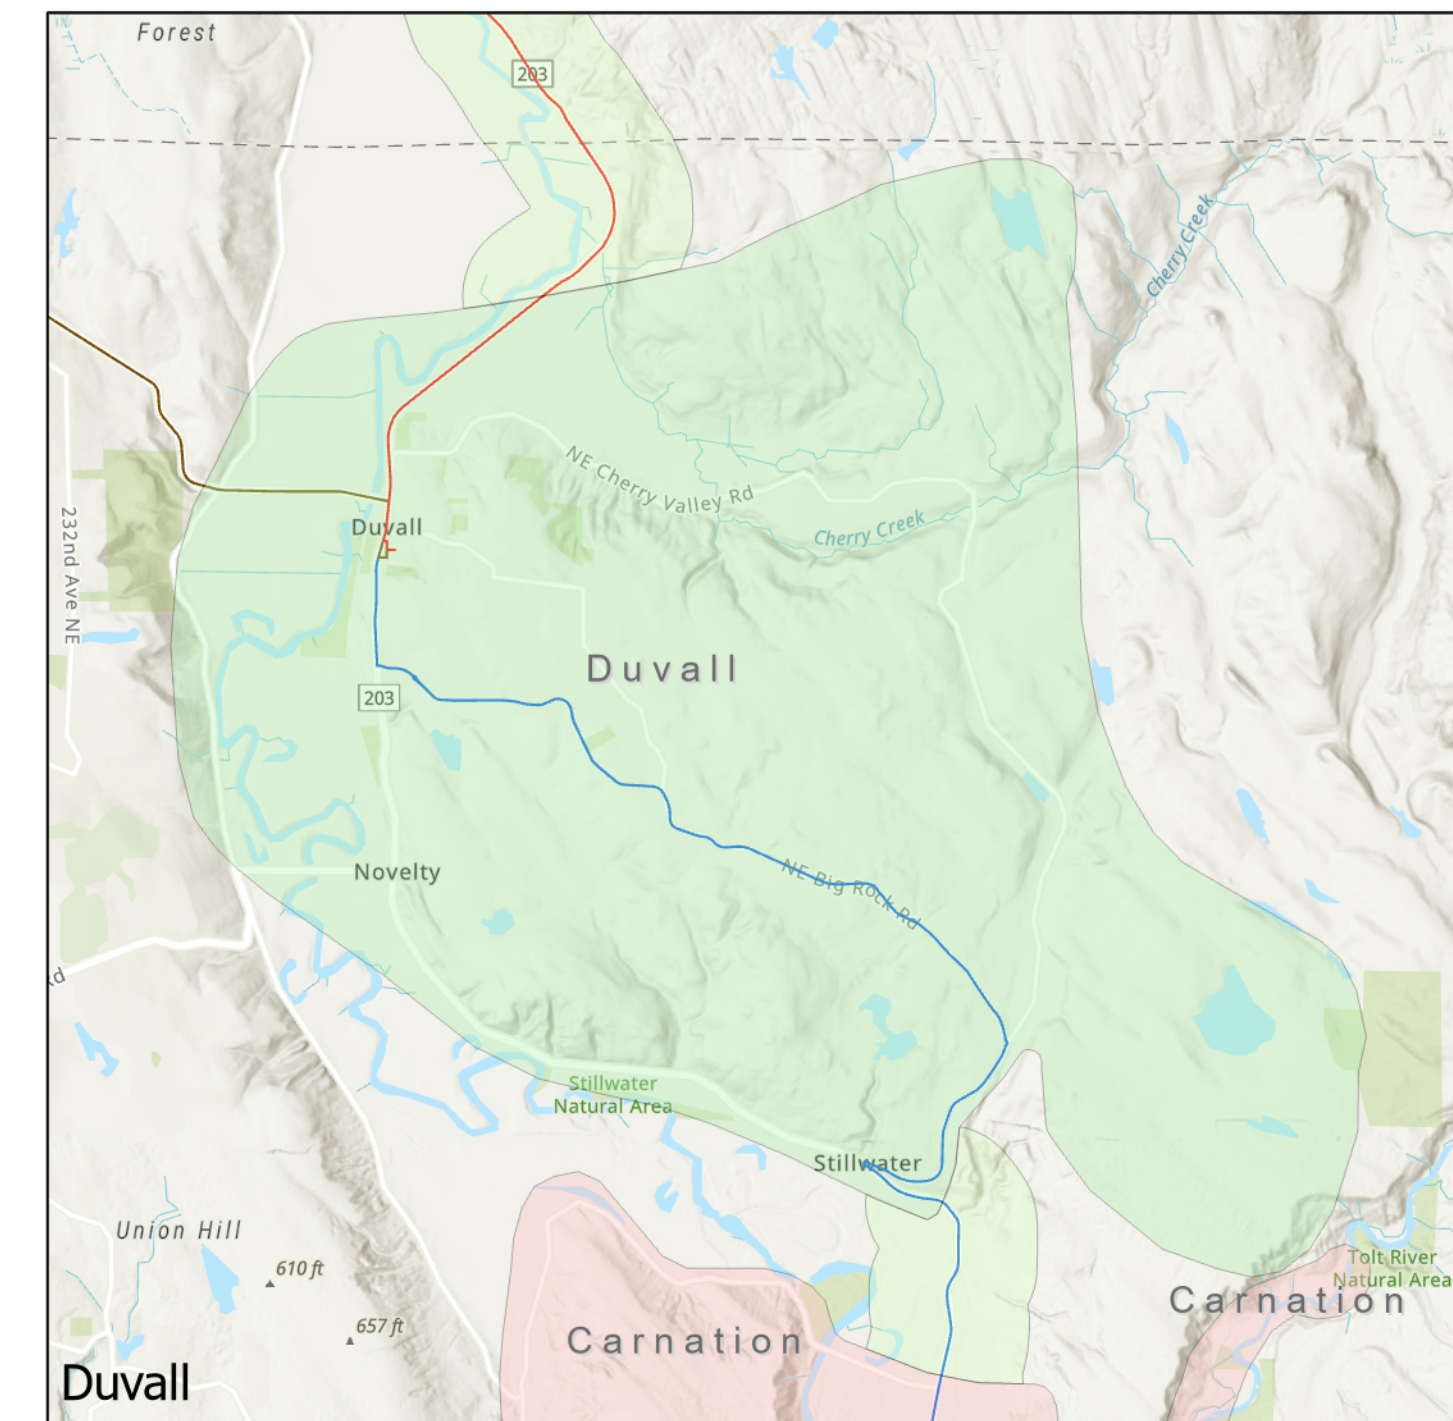 Forest
203
Cherry Creek
NE Cherry Valley Rd
232nd Ave NE
Duvall
Cherry Creek
Duvall
203
NE Big Rock Rd
Novelty
Rd
Stillwater
Natural Area
Stillwater
Union Hill
610 ft
657 ft
Tolt River
Natural Area
Carnation
Carnation
Duvall